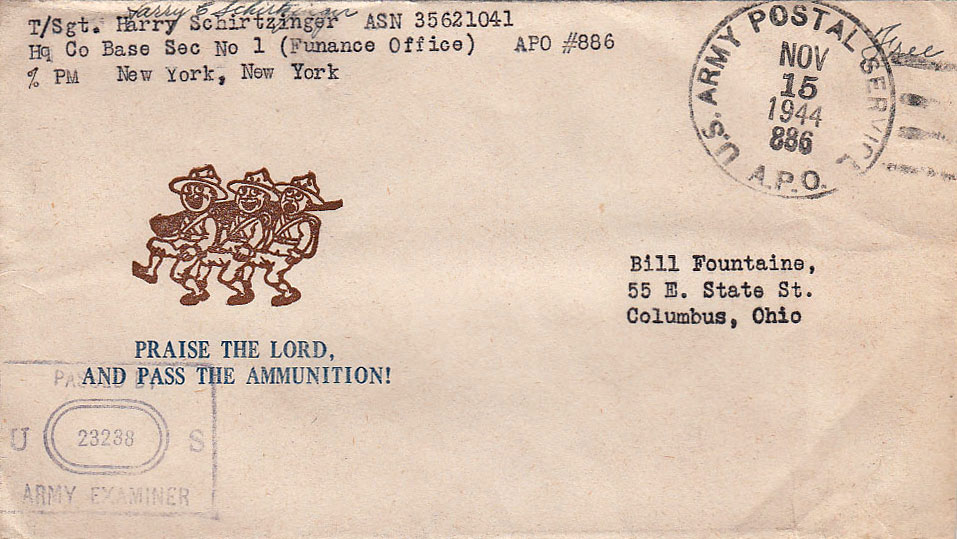 Harry E Schirtzinger
T/Sgt. Harry Schirtzinger ASN 35621041
Hq Co Base Sec No 1 (Funance Office) APO #886
% PM New York, New York
Free
U.S. ARMY POSTAL SERVICE
NOV
15
1944
886
A.P.O.
Bill Fountaine,
55 E. State St.
Columbus, Ohio
PRAISE THE LORD,
AND PASS THE AMMUNITION!
PASSED BY
U 23238 S
ARMY EXAMINER